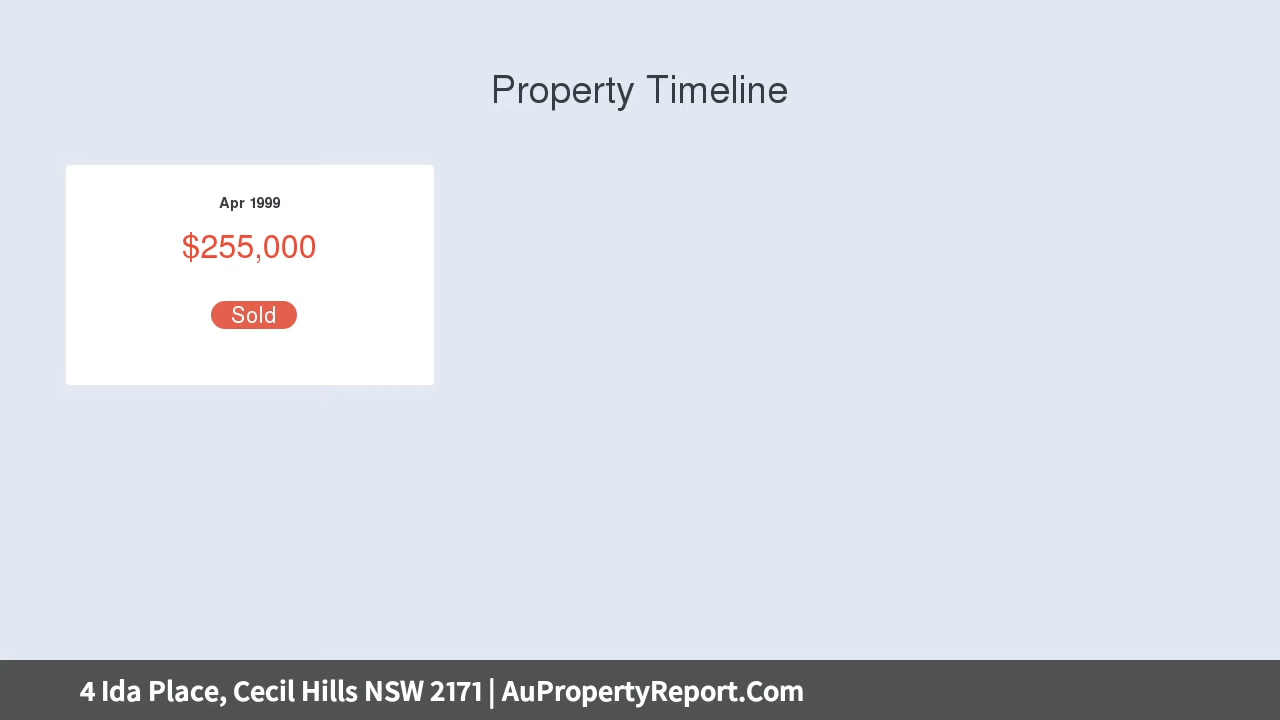 Property Timeline
Apr 1999
$255,000
Sold
4 Ida Place, Cecil Hills NSW 2171 | AuPropertyReport.Com